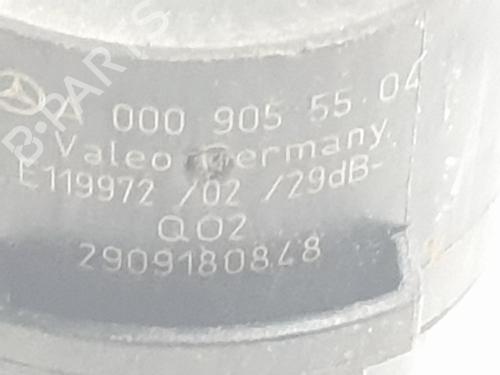 B-PARTS
A 000 905 55 04
Valeo Germany
E119972 /02 /29dB-
Q02
2909180848